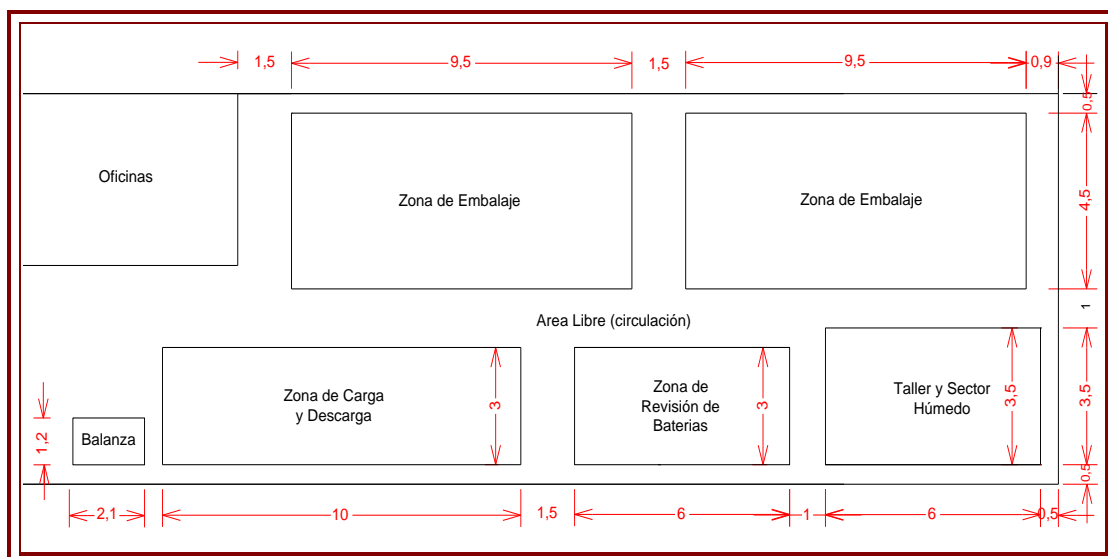 1,5
9,5
1,5
9,5
0,9
0,5
Oficinas
Zona de Embalaje
Zona de Embalaje
4,5
Area Libre (circulación)
1
Zona de Carga
y Descarga
3
Zona de
Revisión de
Baterias
3
Taller y Sector
Húmedo
3,5
3,5
1,2
Balanza
0,5
2,1
10
1,5
6
1
6
0,5